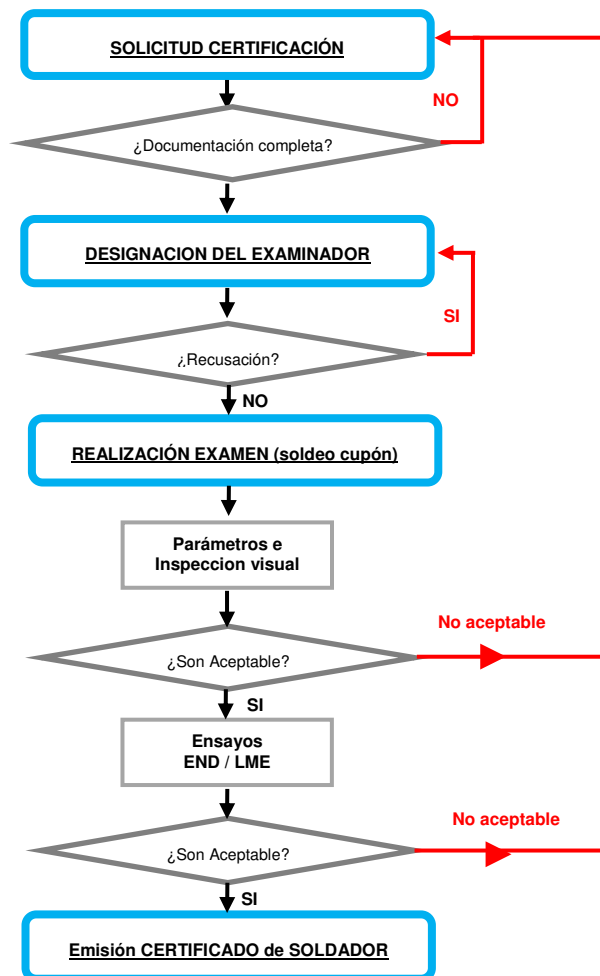 SOLICITUD CERTIFICACIÓN
NO
¿Documentación completa?
DESIGNACION DEL EXAMINADOR
SI
¿Recusación?
NO
REALIZACIÓN EXAMEN (soldeo cupón)
Parámetros e
Inspeccion visual
No aceptable
¿Son Aceptable?
SI
Ensayos
END / LME
No aceptable
¿Son Aceptable?
SI
Emisión CERTIFICADO de SOLDADOR